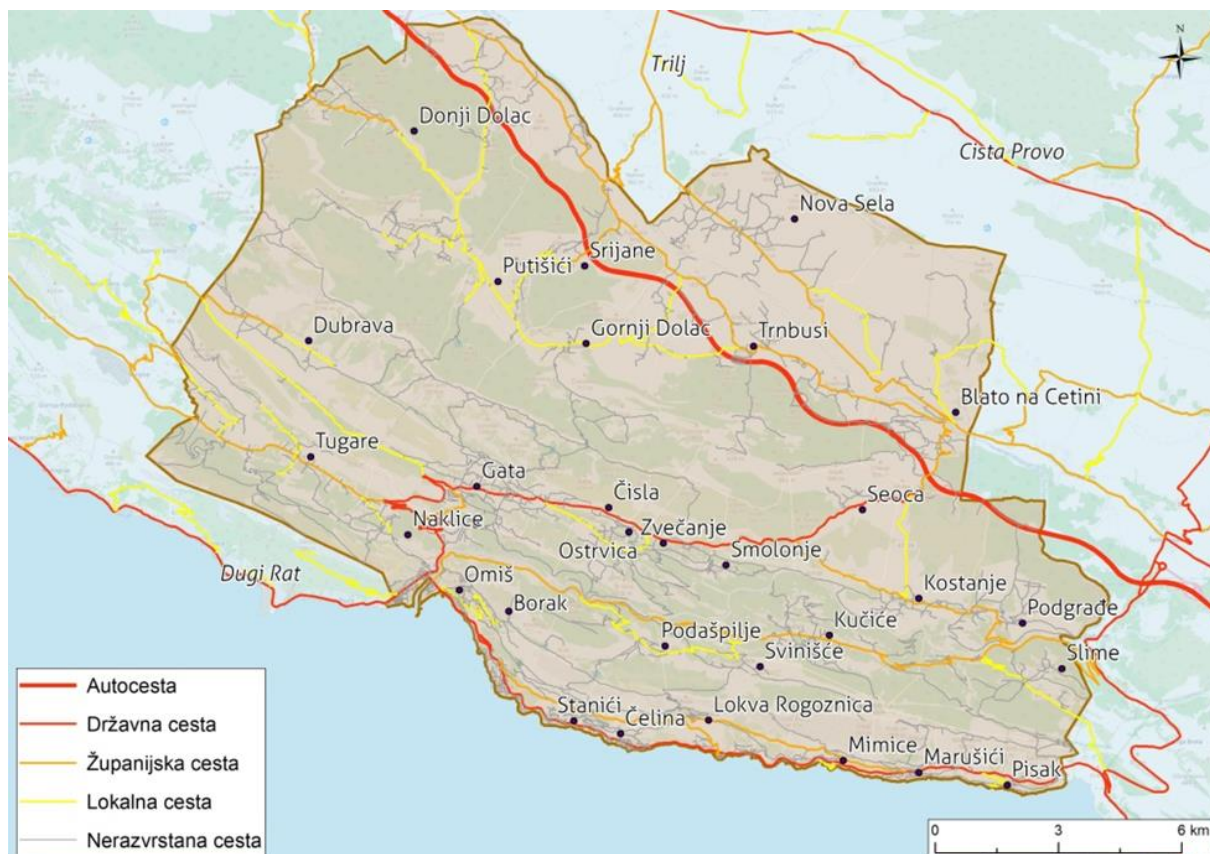 N
Trilj
Donji Dolac
Cista Provo
Nova Sela
Srijane
Putišići
Dubrava
Gornji Dolac
Trnbusi
Blato na Cetini
Tugare
Gata
Čisla
Seoca
Naklice
Zvečanje
Ostrvica
Smolonje
Dugi Rat
Omiš
Borak
Kostanje
Podgrađe
Kučiće
Podašpilje
Svinišće
Slime
Stanići
Čelina
Lokva Rogoznica
Mimice
Marušići
Pisak
Autocesta
Državna cesta
Županijska cesta
Lokalna cesta
Nerazvrstana cesta
0 3 6 km